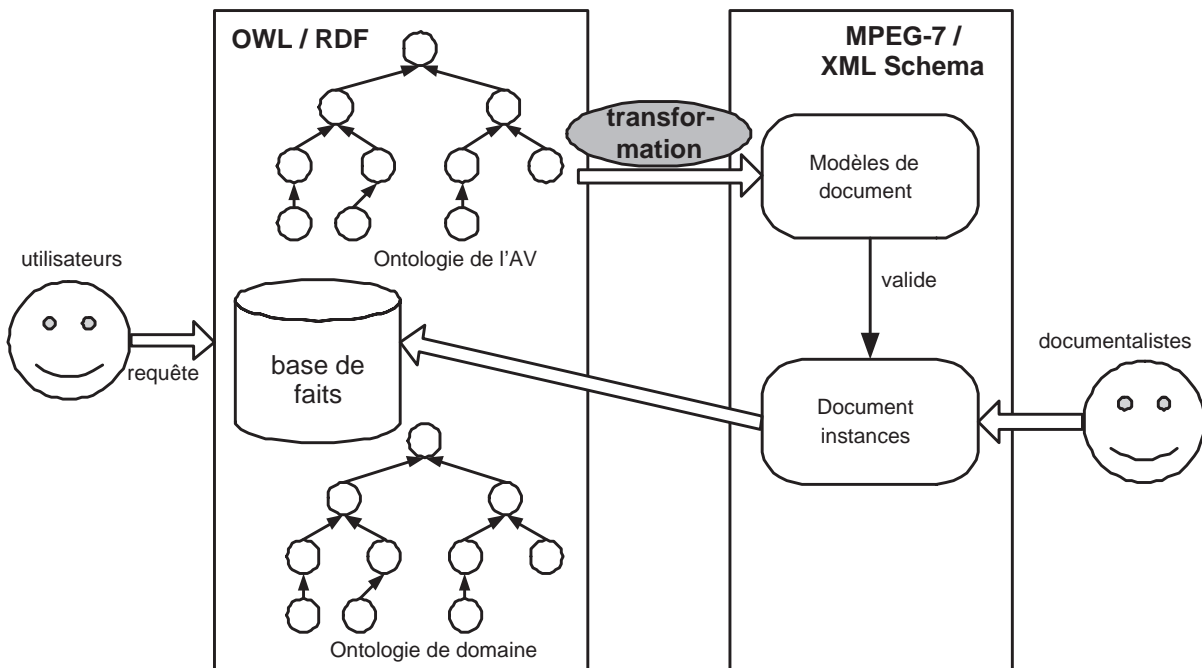 OWL / RDF
MPEG-7 /
XML Schema
transfor-
mation
Modèles de
document
Ontologie de l'AV
utilisateurs
valide
requête
base de
faits
documentalistes
Document
instances
Ontologie de domaine